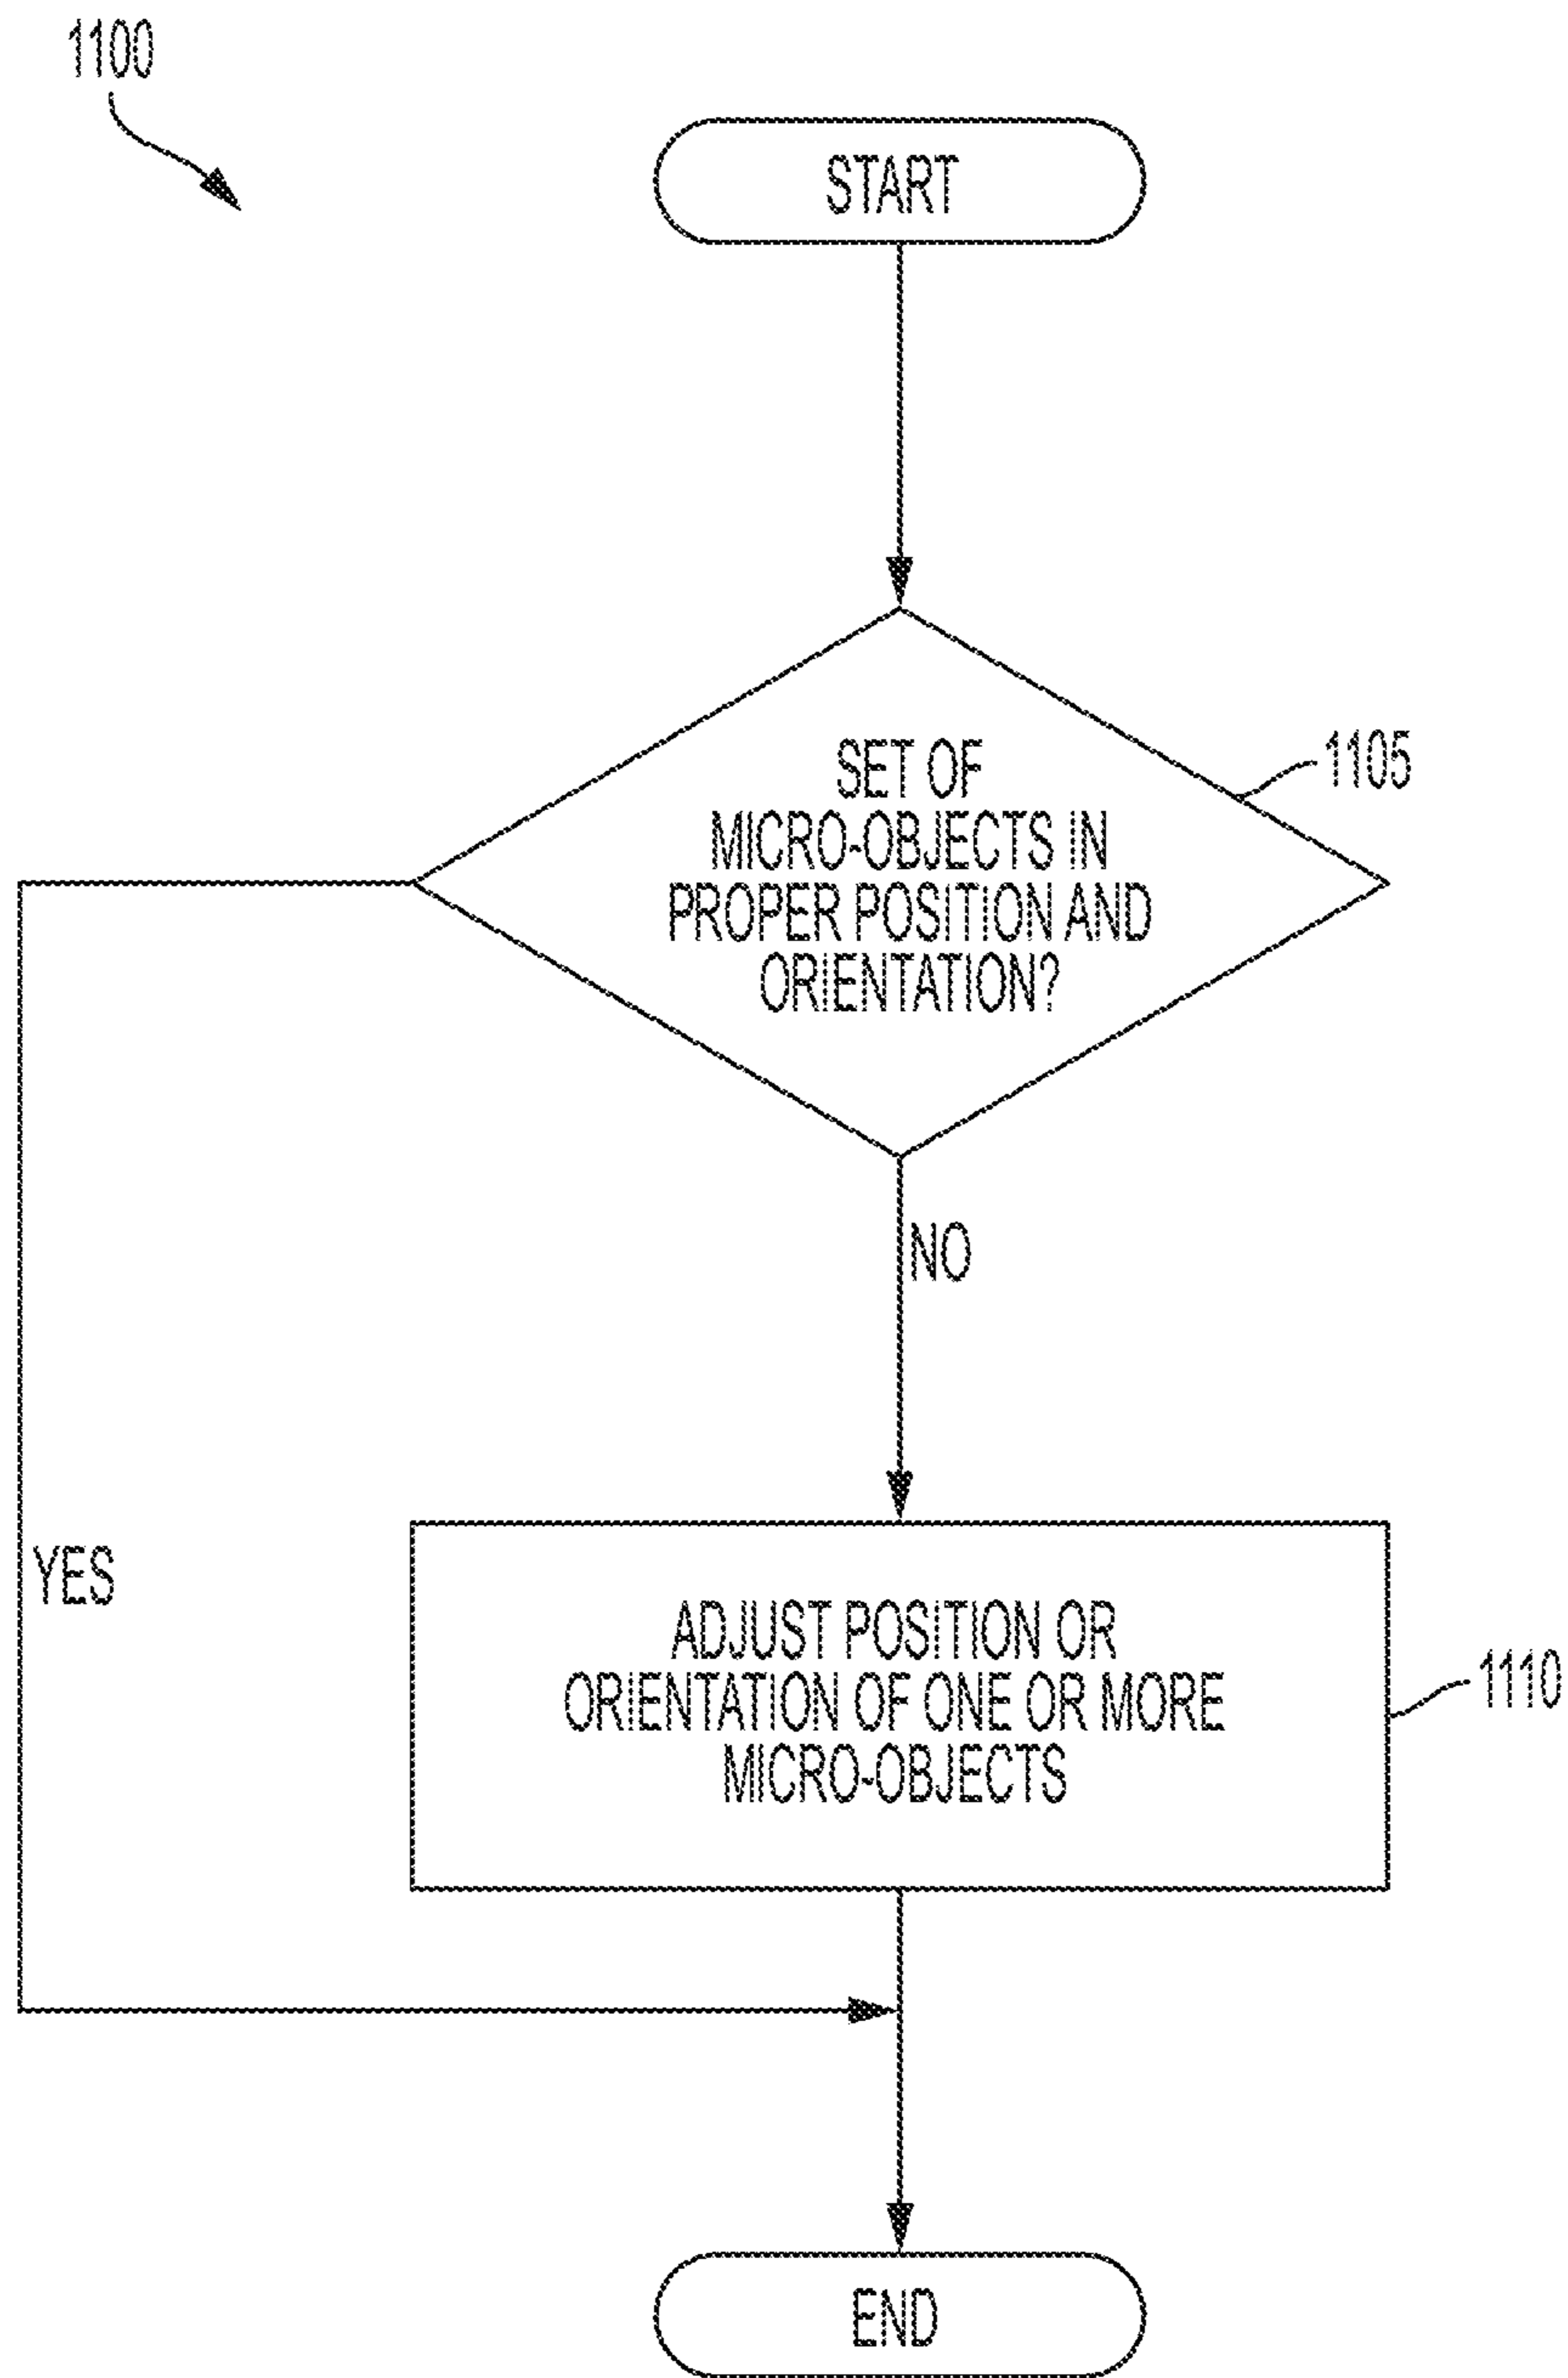 1100
START
SET OF
MICRO-OBJECTS IN
PROPER POSITION AND
ORIENTATION?
1105
NO
YES
ADJUST POSITION OR
ORIENTATION OF ONE OR MORE
MICRO-OBJECTS
1110
END